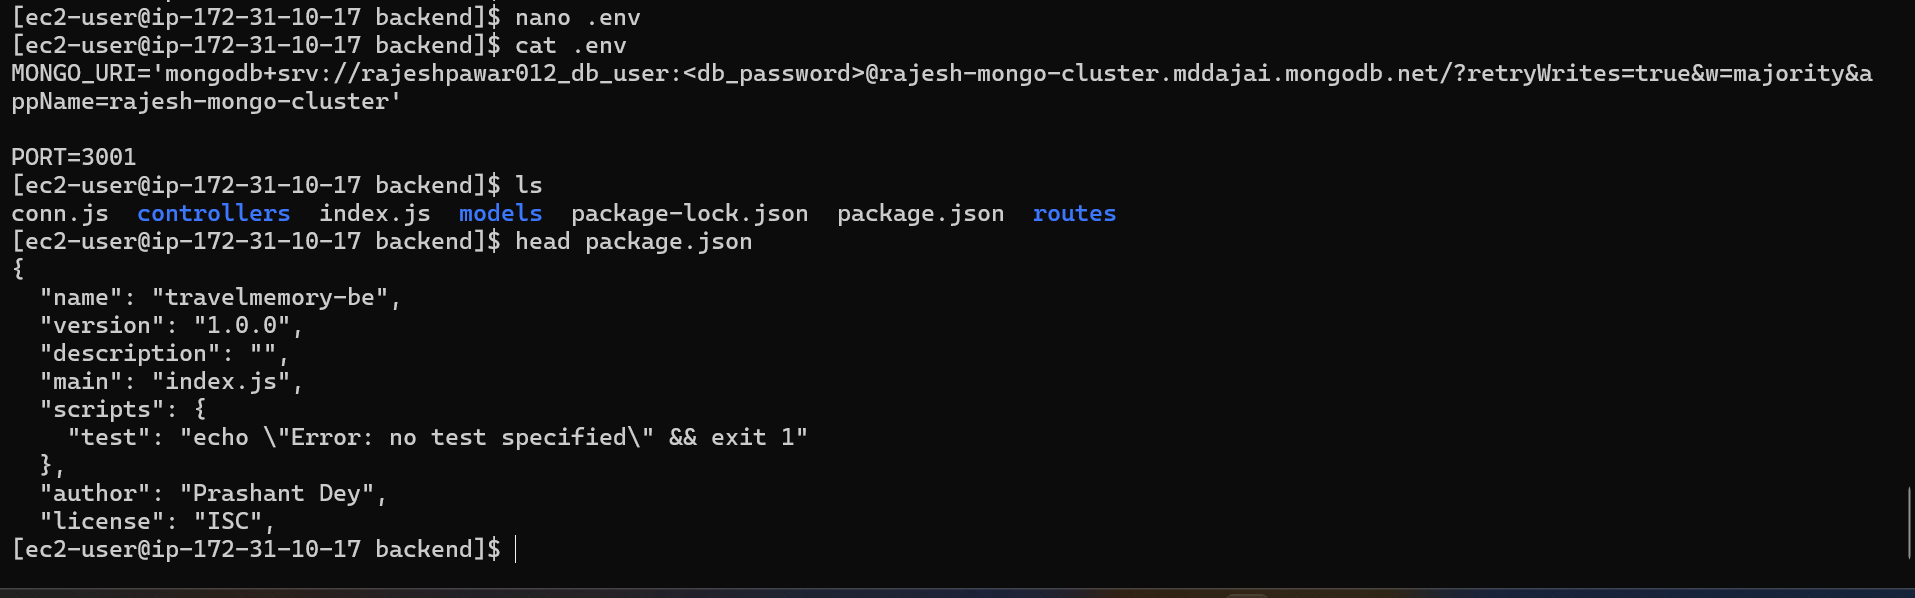 [ec2-user@ip-172-31-10-17 backend]$ nano .env
[ec2-user@ip-172-31-10-17 backend]$ cat .env
MONGO_URI='mongodb+srv://rajeshpawar012_db_user:<db_password>@rajesh-mongo-cluster.mddajai.mongodb.net/?retryWrites=true&w=majority&a
ppName=rajesh-mongo-cluster'

PORT=3001
[ec2-user@ip-172-31-10-17 backend]$ ls
conn.js  controllers  index.js  models  package-lock.json  package.json  routes
[ec2-user@ip-172-31-10-17 backend]$ head package.json
{
  "name": "travelmemory-be",
  "version": "1.0.0",
  "description": "",
  "main": "index.js",
  "scripts": {
    "test": "echo \"Error: no test specified\" && exit 1"
  },
  "author": "Prashant Dey",
  "license": "ISC",
[ec2-user@ip-172-31-10-17 backend]$